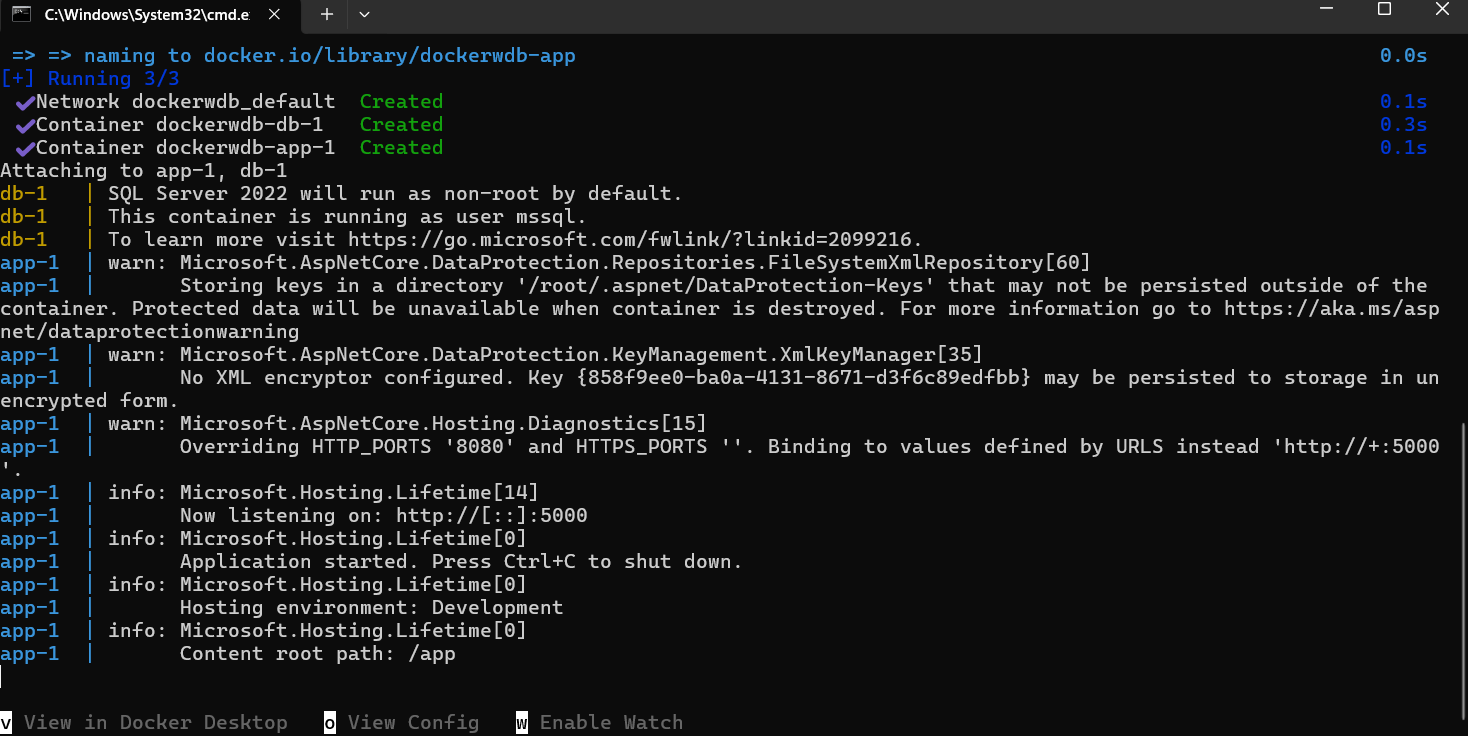 C:\Windows\System32\cmd.e
=> => naming to docker.io/library/dockerwdb-app 0.0s
[+] Running 3/3
✔Network dockerwdb_default Created 0.1s
✔Container dockerwdb-db-1 Created 0.3s
✔Container dockerwdb-app-1 Created 0.1s
Attaching to app-1, db-1
db-1 | SQL Server 2022 will run as non-root by default.
db-1 | This container is running as user mssql.
db-1 | To learn more visit https://go.microsoft.com/fwlink/?linkid=2099216.
app-1 | warn: Microsoft.AspNetCore.DataProtection.Repositories.FileSystemXmlRepository[60]
app-1 | Storing keys in a directory '/root/.aspnet/DataProtection-Keys' that may not be persisted outside of the
container. Protected data will be unavailable when container is destroyed. For more information go to https://aka.ms/asp
net/dataprotectionwarning
app-1 | warn: Microsoft.AspNetCore.DataProtection.KeyManagement.XmlKeyManager[35]
app-1 | No XML encryptor configured. Key {858f9ee0-ba0a-4131-8671-d3f6c89edfbb} may be persisted to storage in un
encrypted form.
app-1 | warn: Microsoft.AspNetCore.Hosting.Diagnostics[15]
app-1 | Overriding HTTP_PORTS '8080' and HTTPS_PORTS ''. Binding to values defined by URLS instead 'http://+:5000
'.
app-1 | info: Microsoft.Hosting.Lifetime[14]
app-1 | Now listening on: http://[::]:5000
app-1 | info: Microsoft.Hosting.Lifetime[0]
app-1 | Application started. Press Ctrl+C to shut down.
app-1 | info: Microsoft.Hosting.Lifetime[0]
app-1 | Hosting environment: Development
app-1 | info: Microsoft.Hosting.Lifetime[0]
app-1 | Content root path: /app
v View in Docker Desktop o View Config w Enable Watch